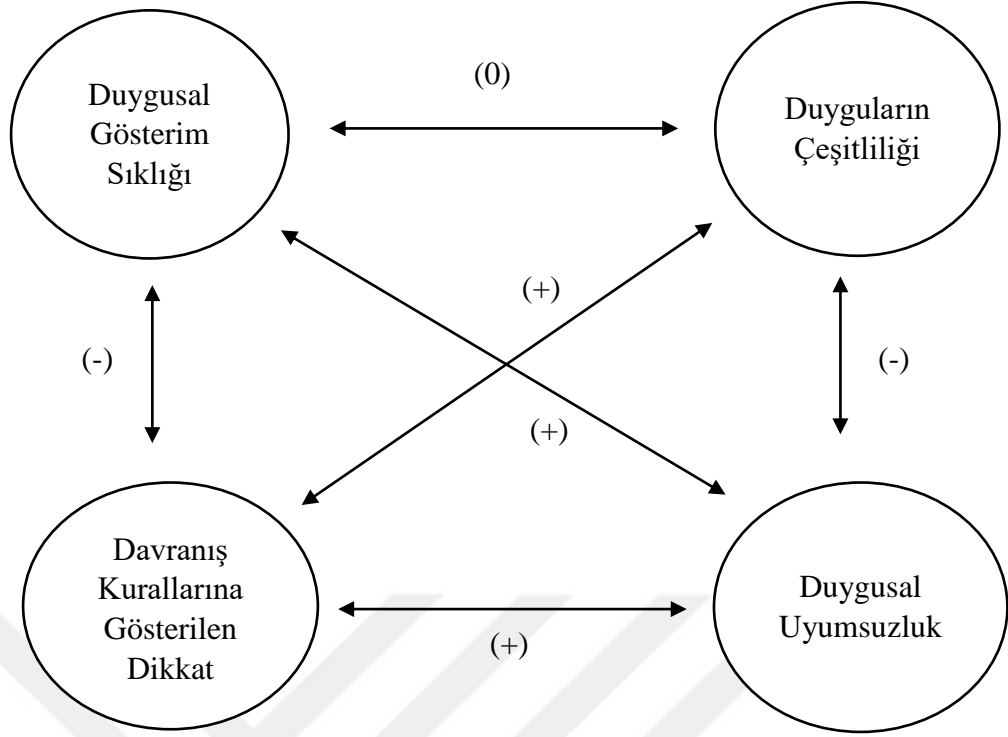 Duygusal
Gösterim
Sıklığı
(0)
Duyguların
Çeşitliliği
(+)
(-)
(-)
(+)
Davranış
Kurallarına
Gösterilen
Dikkat
(+)
Duygusal
Uyumsuzluk